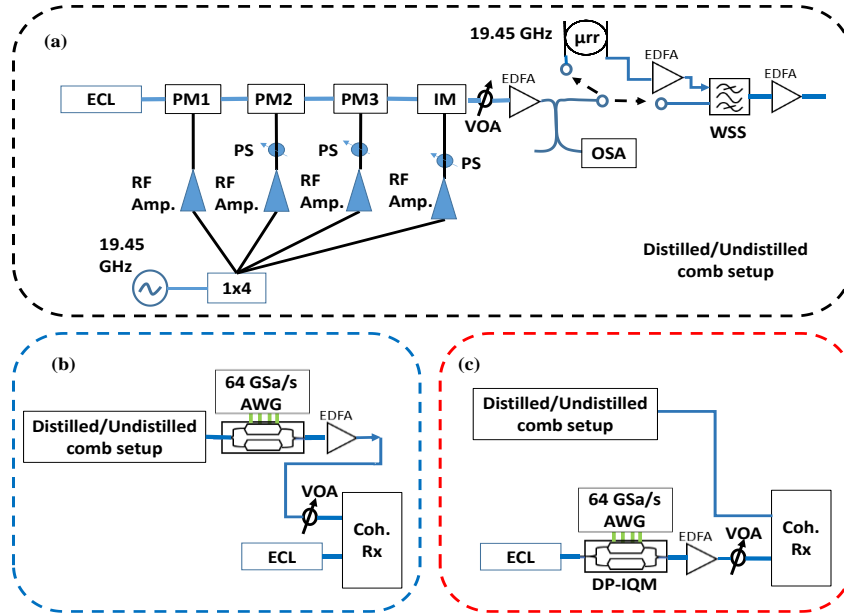 (a)
19.45 GHz
μrr
EDFA
EDFA
EDFA
ECL
PM1
PM2
PM3
IM
VOA
WSS
OSA
PS
PS
PS
RF
Amp.
RF
Amp.
RF
Amp.
RF
Amp.
19.45
GHz
1x4
Distilled/Undistilled
comb setup
(b)
64 GSa/s
AWG
EDFA
Distilled/Undistilled
comb setup
VOA
Coh.
Rx
ECL
(c)
Distilled/Undistilled
comb setup
64 GSa/s
AWG
EDFA
VOA
Coh.
Rx
ECL
DP-IQM